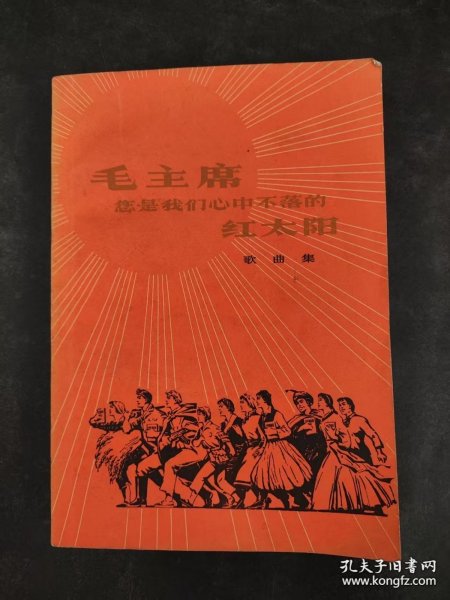 毛主席
您是我们心中不落的
红太阳
歌曲集
孔夫子旧书网
www.kongfz.com